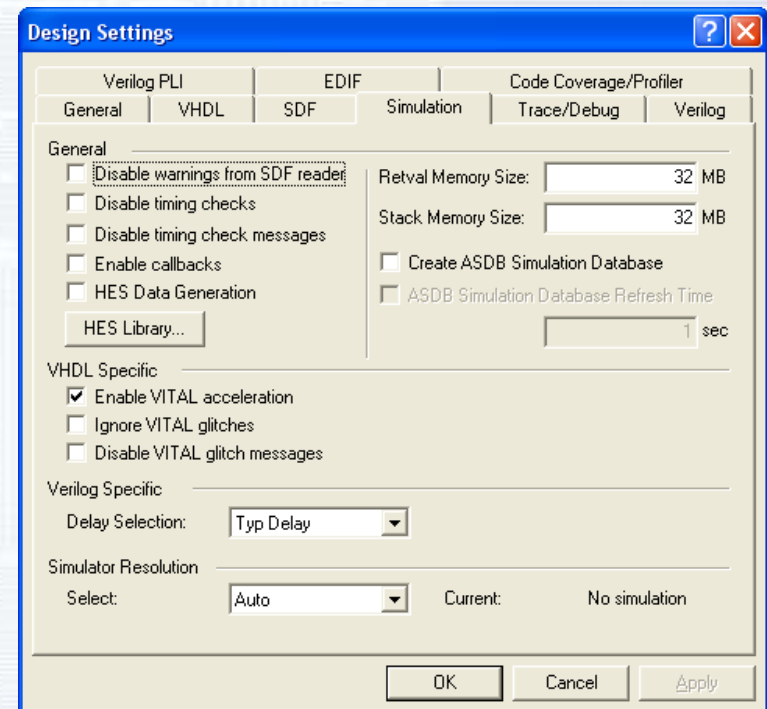 Design Settings
Verilog PLI
EDIF
Code Coverage/Profiler
General
VHDL
SDF
Simulation
Trace/Debug
Verilog
General
Disable warnings from SDF reader
Disable timing checks
Disable timing check messages
Enable callbacks
HES Data Generation
HES Library...
Retval Memory Size: 32 MB
Stack Memory Size: 32 MB
Create ASDB Simulation Database
ASDB Simulation Database Refresh Time
1 sec
VHDL Specific
Enable VITAL acceleration
Ignore VITAL glitches
Disable VITAL glitch messages
Verilog Specific
Delay Selection: Typ Delay
Simulator Resolution
Select: Auto Current: No simulation
OK Cancel Apply